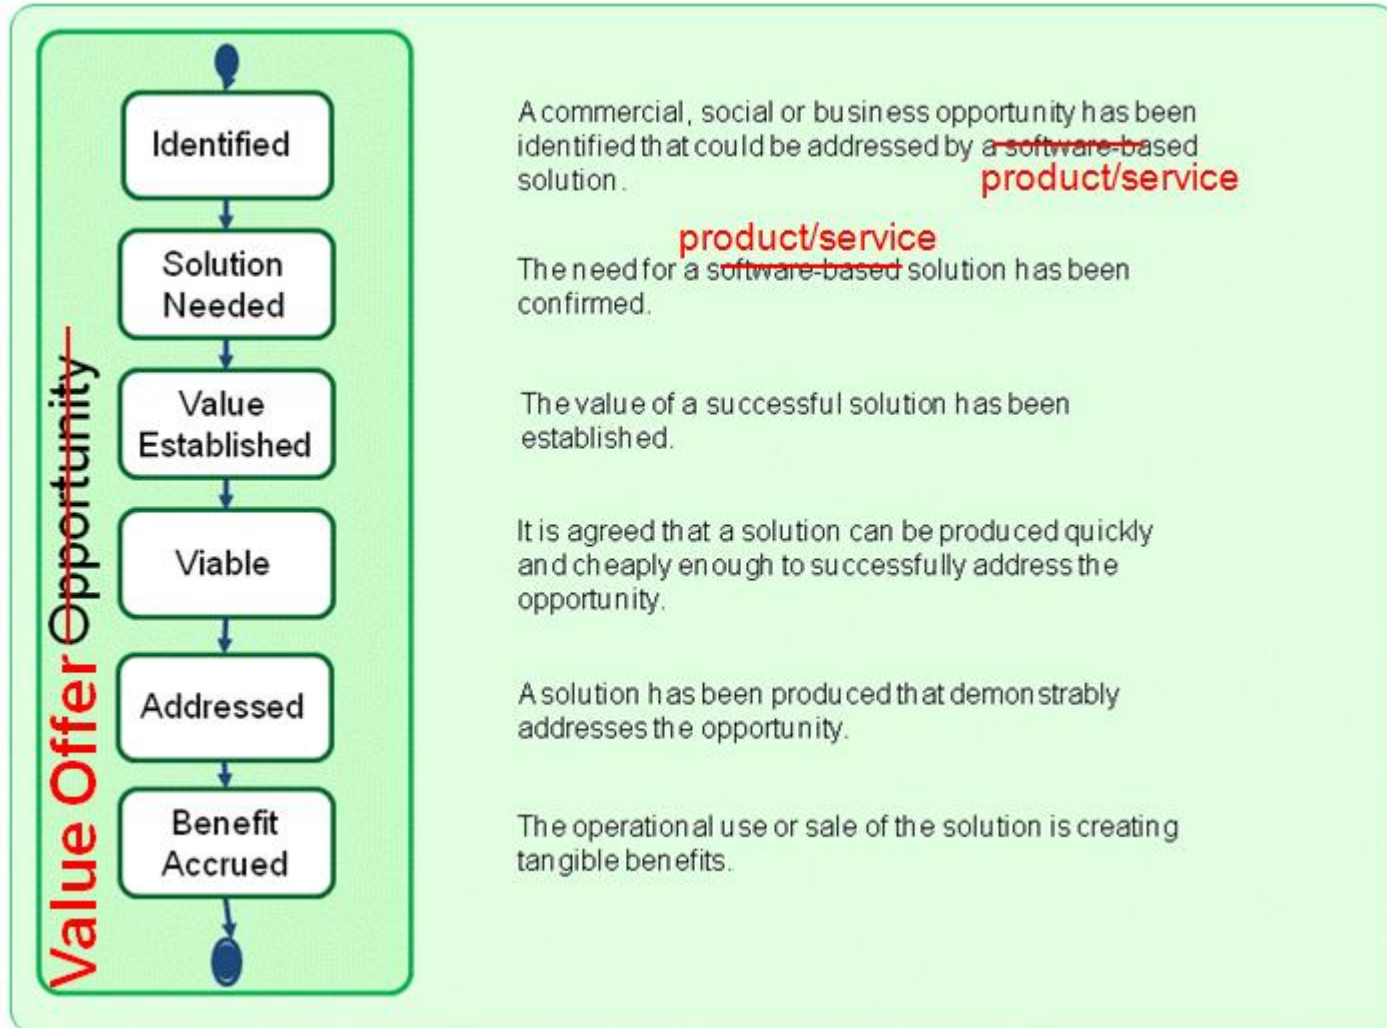 Value Offer Opportunity
Identified
A commercial, social or business opportunity has been
identified that could be addressed by a software-based
product/service
solution.
Solution
Needed
product/service
The need for a software-based solution has been
confirmed.
Value
Established
The value of a successful solution has been
established.
Viable
It is agreed that a solution can be produced quickly
and cheaply enough to successfully address the
opportunity.
Addressed
A solution has been produced that demonstrably
addresses the opportunity.
Benefit
Accrued
The operational use or sale of the solution is creating
tangible benefits.